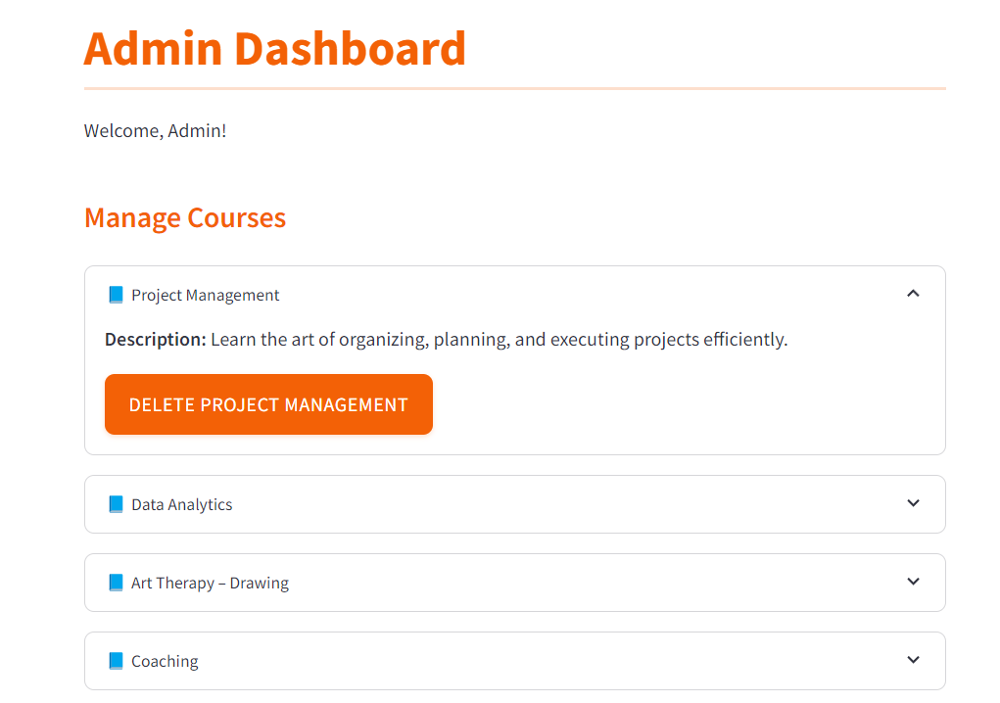 Admin Dashboard
Welcome, Admin!
Manage Courses
Project Management
Description: Learn the art of organizing, planning, and executing projects efficiently.
DELETE PROJECT MANAGEMENT
Data Analytics
Art Therapy – Drawing
Coaching